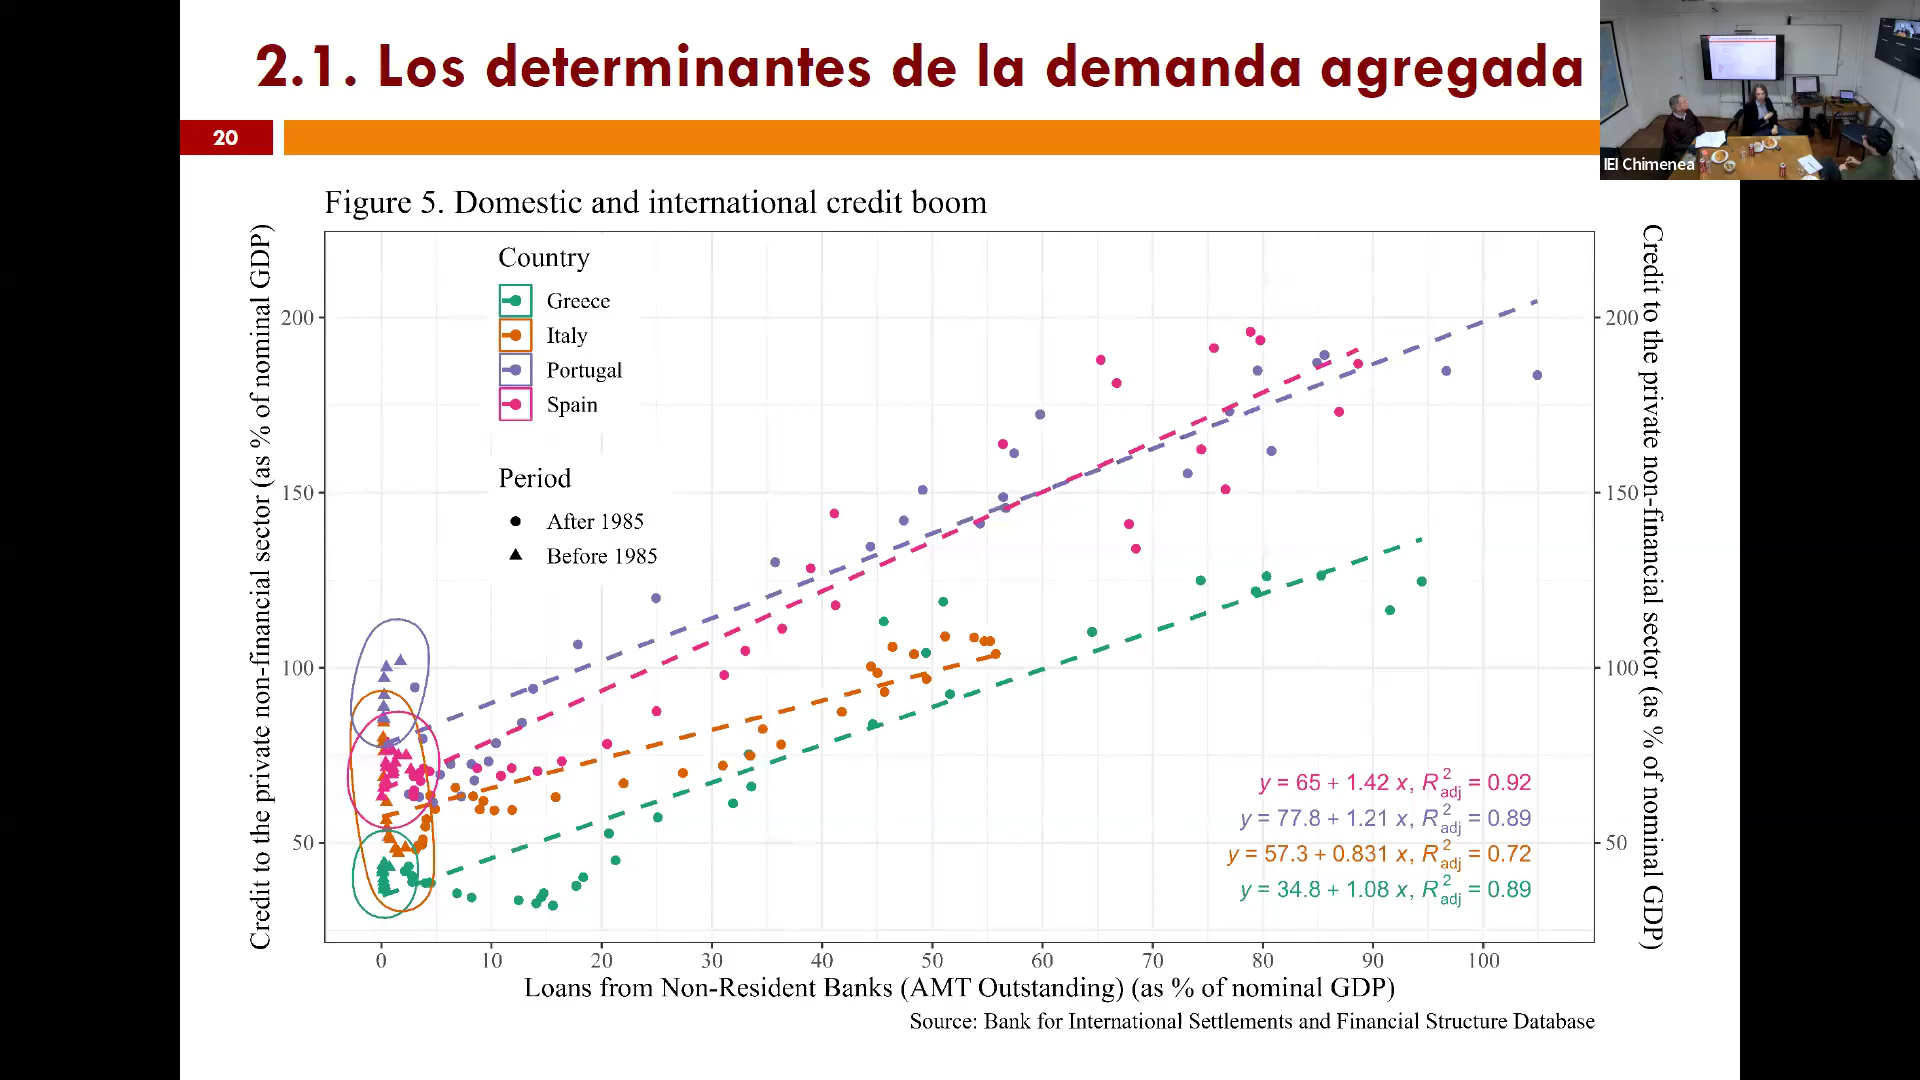 2.1. Los determinantes de la demanda agregada
20
IEI Chimenea
Figure 5. Domestic and international credit boom
Credit to the private non-financial sector (as % of nominal GDP)
Country
Greece
Italy
Portugal
Spain
Period
After 1985
Before 1985
200
150
100
50
200
150
100
50
Credit to the private non-financial sector (as % of nominal GDP)
y = 65 + 1.42 x, R²adj = 0.92
y = 77.8 + 1.21 x, R²adj = 0.89
y = 57.3 + 0.831 x, R²adj = 0.72
y = 34.8 + 1.08 x, R²adj = 0.89
0 10 20 30 40 50 60 70 80 90 100
Loans from Non-Resident Banks (AMT Outstanding) (as % of nominal GDP)
Source: Bank for International Settlements and Financial Structure Database